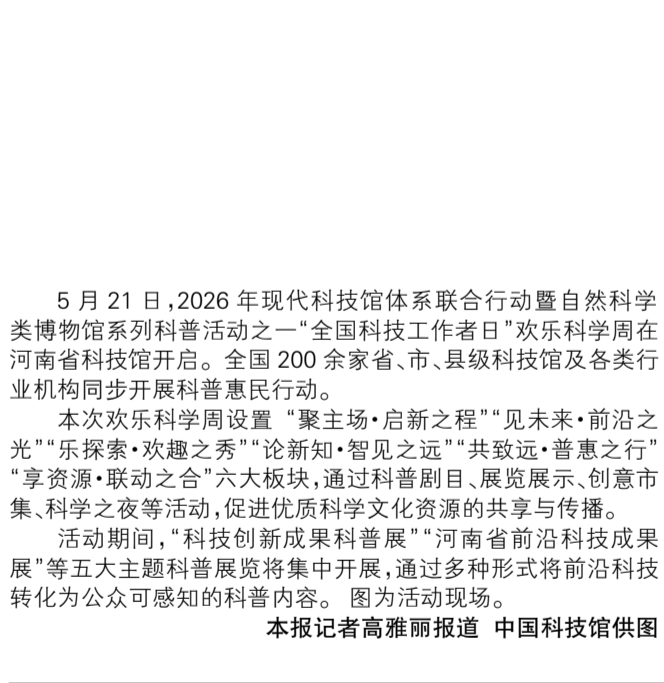 5 月 21 日,2026 年现代科技馆体系联合行动暨自然科学
类博物馆系列科普活动之一“全国科技工作者日”欢乐科学周在
河南省科技馆开启。全国 200 余家省、市、县级科技馆及各类行
业机构同步开展科普惠民行动。
本次欢乐科学周设置 “聚主场·启新之程”“见未来·前沿之
光”“乐探索·欢趣之秀”“论新知·智见之远”“共致远·普惠之行”
“享资源·联动之合”六大板块,通过科普剧目、展览展示、创意市
集、科学之夜等活动,促进优质科学文化资源的共享与传播。
活动期间,“科技创新成果科普展”“河南省前沿科技成果
展”等五大主题科普展览将集中开展,通过多种形式将前沿科技
转化为公众可感知的科普内容。 图为活动现场。
本报记者高雅丽报道 中国科技馆供图